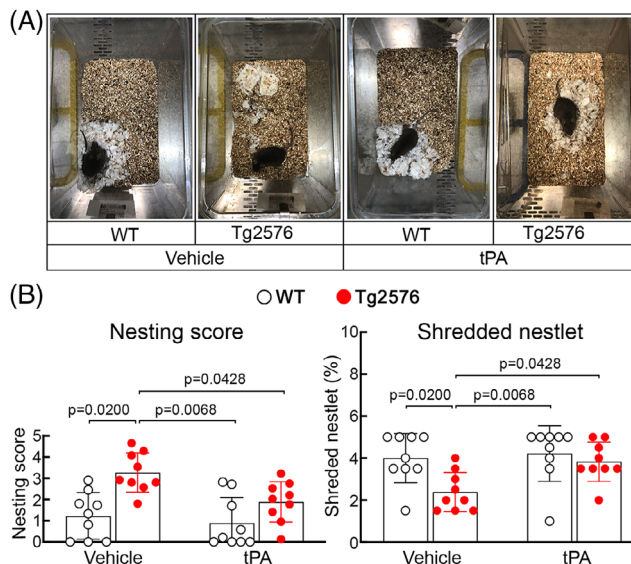 (A)
WT
Tg2576
WT
Tg2576
Vehicle
tPA
(B)
WT
Tg2576
Nesting score
Nesting score
5
4
3
2
1
0
p=0.0428
p=0.0200
p=0.0068
Vehicle
tPA
Shredded nestlet
Shreded nestlet (%)
10
8
6
4
2
0
p=0.0428
p=0.0200
p=0.0068
Vehicle
tPA